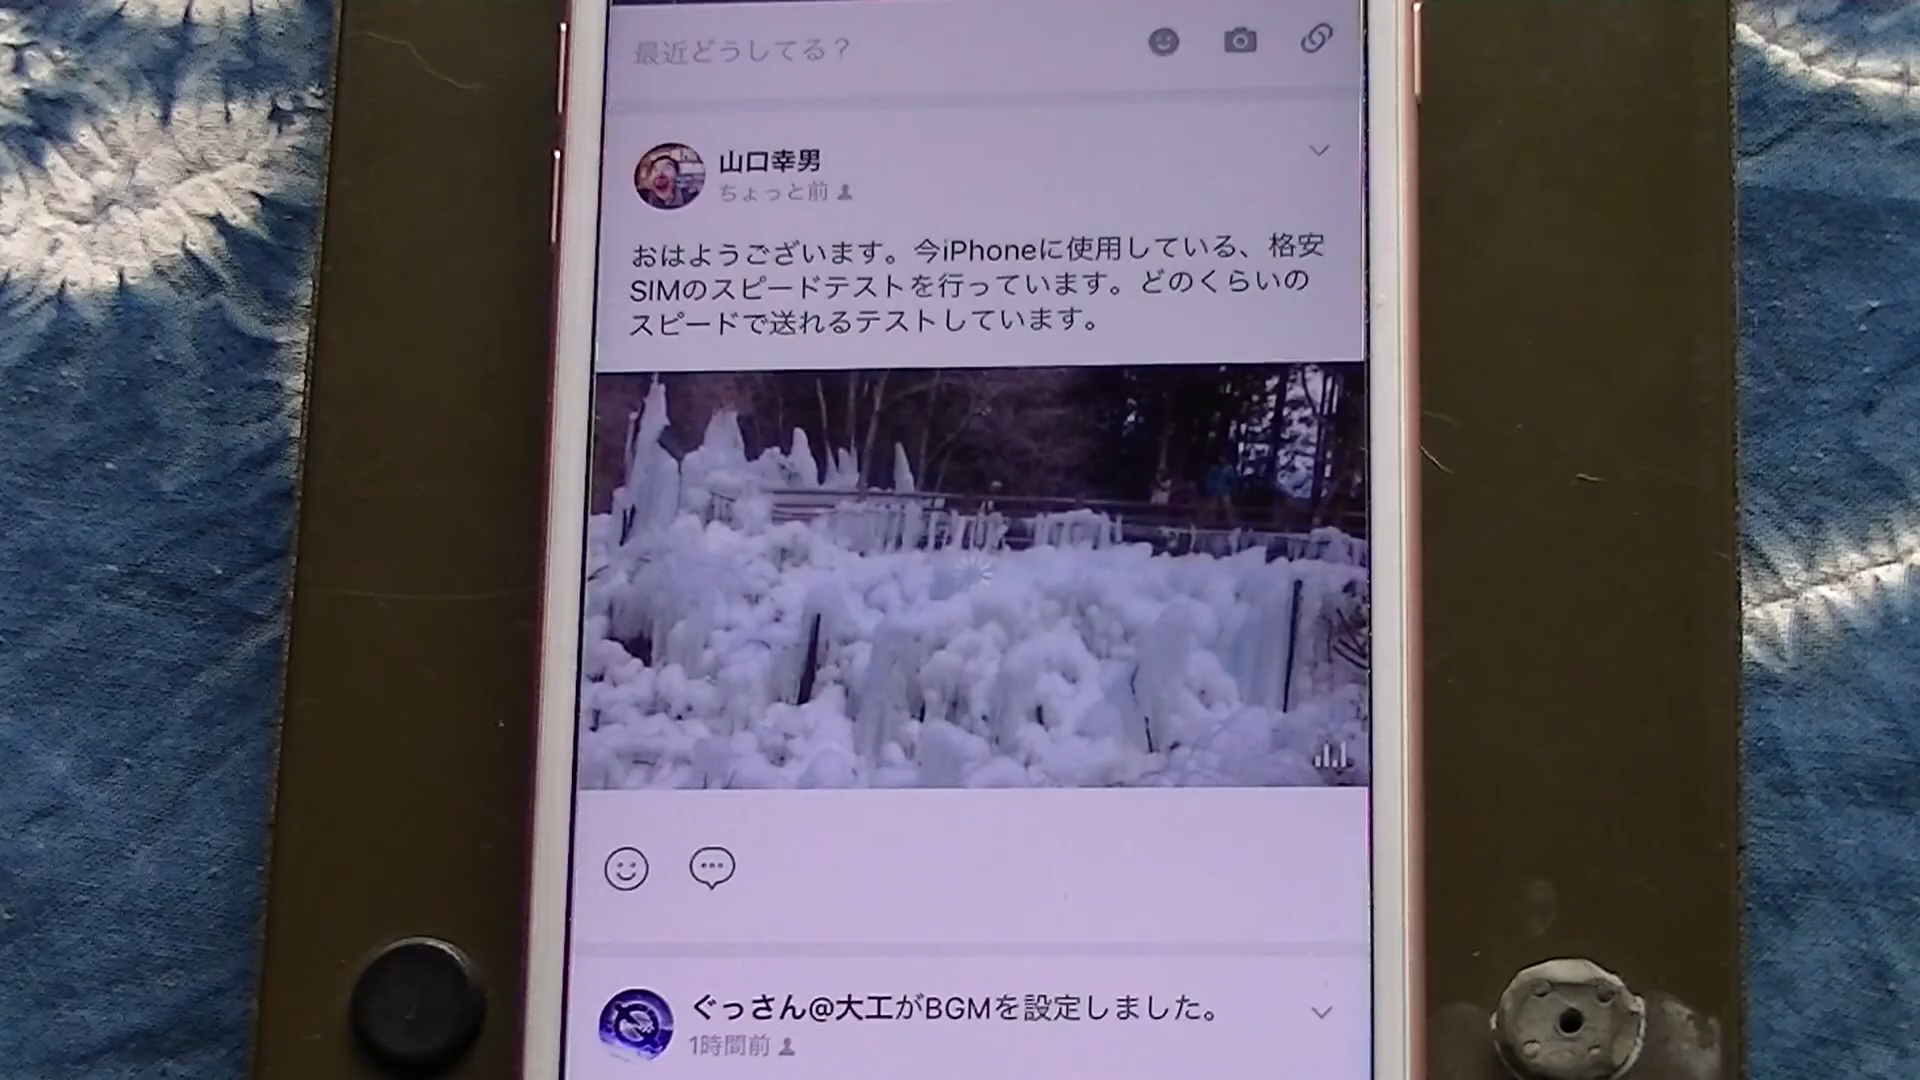 最近どうしてる？
山口幸男
ちょっと前
おはようございます。今iPhoneに使用している、格安
SIMのスピードテストを行っています。どのくらいの
スピードで送れるテストしています。
ぐっさん@大工がBGMを設定しました。
1時間前